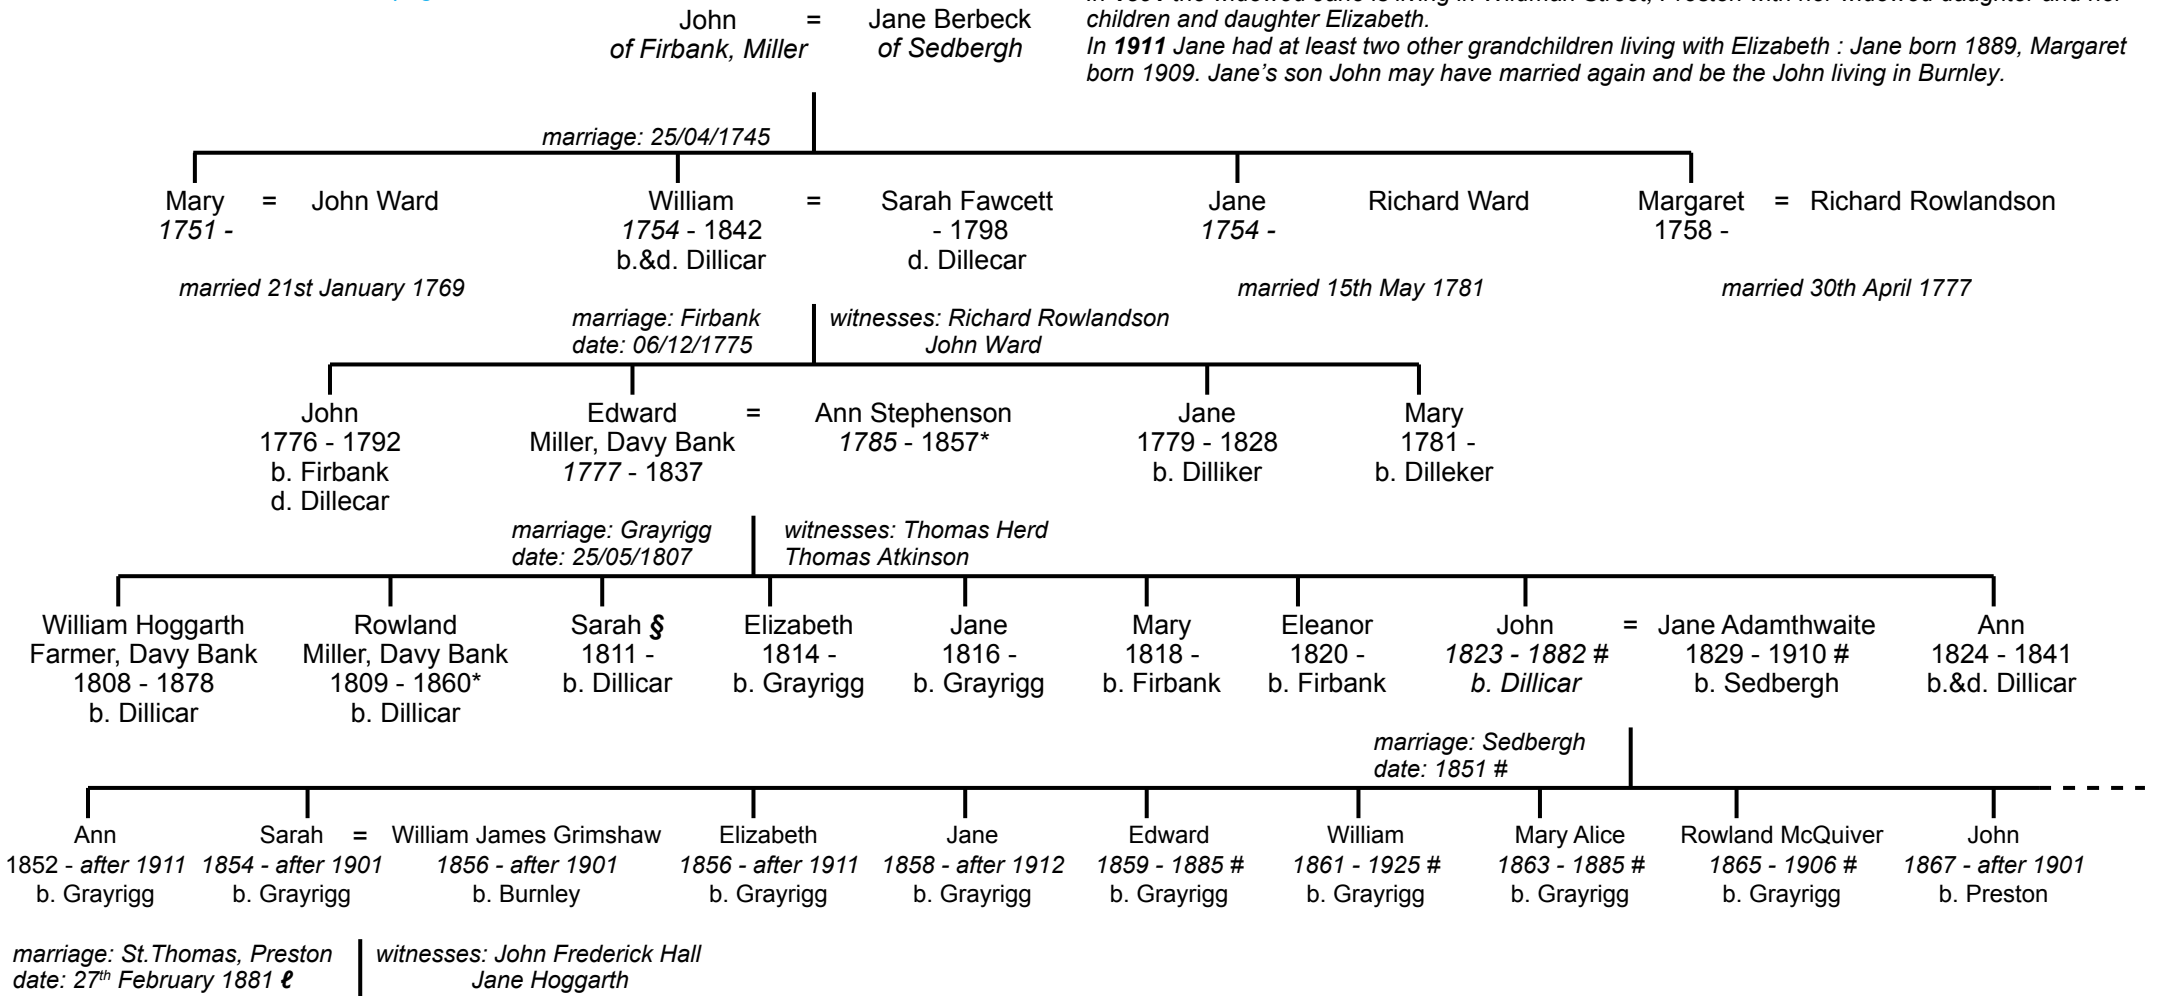 John = Jane Berbeck
of Firbank, Miller of Sedbergh
children and daughter Elizabeth.
In 1911 Jane had at least two other grandchildren living with Elizabeth : Jane born 1889, Margaret
born 1909. Jane's son John may have married again and be the John living in Burnley.
marriage: 25/04/1745
Mary = John Ward William = Sarah Fawcett Jane Richard Ward Margaret = Richard Rowlandson
1751 - 1754 - 1842 - 1798 1754 - 1758 -
b.&d. Dillicar d. Dillecar
married 21st January 1769 married 15th May 1781 married 30th April 1777
marriage: Firbank witnesses: Richard Rowlandson
date: 06/12/1775 John Ward
John Edward = Ann Stephenson Jane Mary
1776 - 1792 Miller, Davy Bank 1785 - 1857* 1779 - 1828 1781 -
b. Firbank 1777 - 1837 b. Dilliker b. Dilleker
d. Dillecar
marriage: Grayrigg witnesses: Thomas Herd
date: 25/05/1807 Thomas Atkinson
William Hoggarth Rowland Sarah § Elizabeth Jane Mary Eleanor John = Jane Adamthwaite Ann
Farmer, Davy Bank Miller, Davy Bank 1811 - 1814 - 1816 - 1818 - 1820 - 1823 - 1882 # 1829 - 1910 # 1824 - 1841
1808 - 1878 1809 - 1860* b. Dillicar b. Grayrigg b. Grayrigg b. Firbank b. Firbank b. Dillicar b. Sedbergh b.&d. Dillicar
b. Dillicar b. Dillicar
marriage: Sedbergh
date: 1851 #
Ann Sarah = William James Grimshaw Elizabeth Jane Edward William Mary Alice Rowland McQuiver John
1852 - after 1911 1854 - after 1901 1856 - after 1901 1856 - after 1911 1858 - after 1912 1859 - 1885 # 1861 - 1925 # 1863 - 1885 # 1865 - 1906 # 1867 - after 1901
b. Grayrigg b. Grayrigg b. Burnley b. Grayrigg b. Grayrigg b. Grayrigg b. Grayrigg b. Grayrigg b. Grayrigg b. Preston
marriage: St.Thomas, Preston witnesses: John Frederick Hall
date: 27th February 1881 ℓ Jane Hoggarth